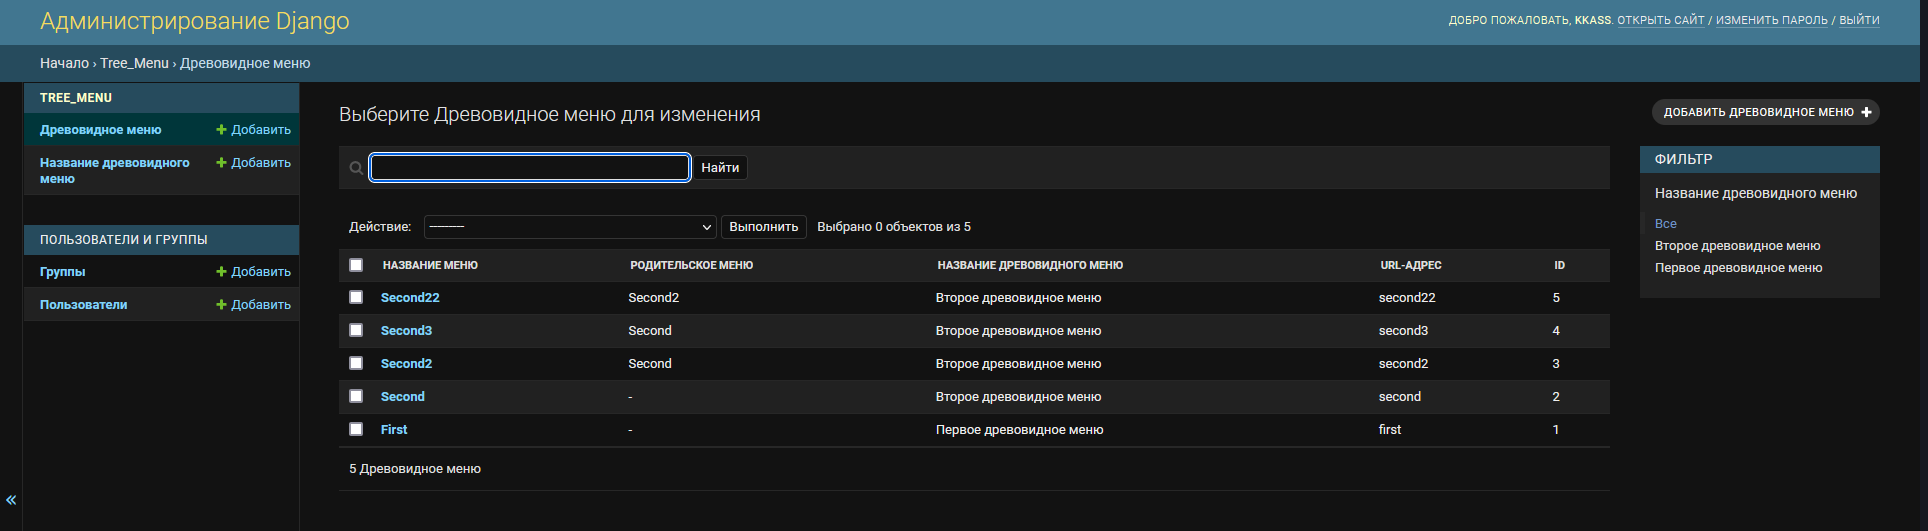 Администрирование Django
ДОБРО ПОЖАЛОВАТЬ, KKASS. ОТКРЫТЬ САЙТ / ИЗМЕНИТЬ ПАРОЛЬ / ВЫЙТИ
Начало › Tree_Menu › Древовидное меню
TREE_MENU
Древовидное меню + Добавить
Название древовидного
меню
+ Добавить
ПОЛЬЗОВАТЕЛИ И ГРУППЫ
Группы + Добавить
Пользователи + Добавить
«
Выберите Древовидное меню для изменения
ДОБАВИТЬ ДРЕВОВИДНОЕ МЕНЮ +
Найти
Действие: --------- Выполнить Выбрано 0 объектов из 5
НАЗВАНИЕ МЕНЮ РОДИТЕЛЬСКОЕ МЕНЮ НАЗВАНИЕ ДРЕВОВИДНОГО МЕНЮ URL-АДРЕС ID
Second22 Second2 Второе древовидное меню second22 5
Second3 Second Второе древовидное меню second3 4
Second2 Second Второе древовидное меню second2 3
Second - Второе древовидное меню second 2
First - Первое древовидное меню first 1
5 Древовидное меню
ФИЛЬТР
Название древовидного меню
Все
Второе древовидное меню
Первое древовидное меню